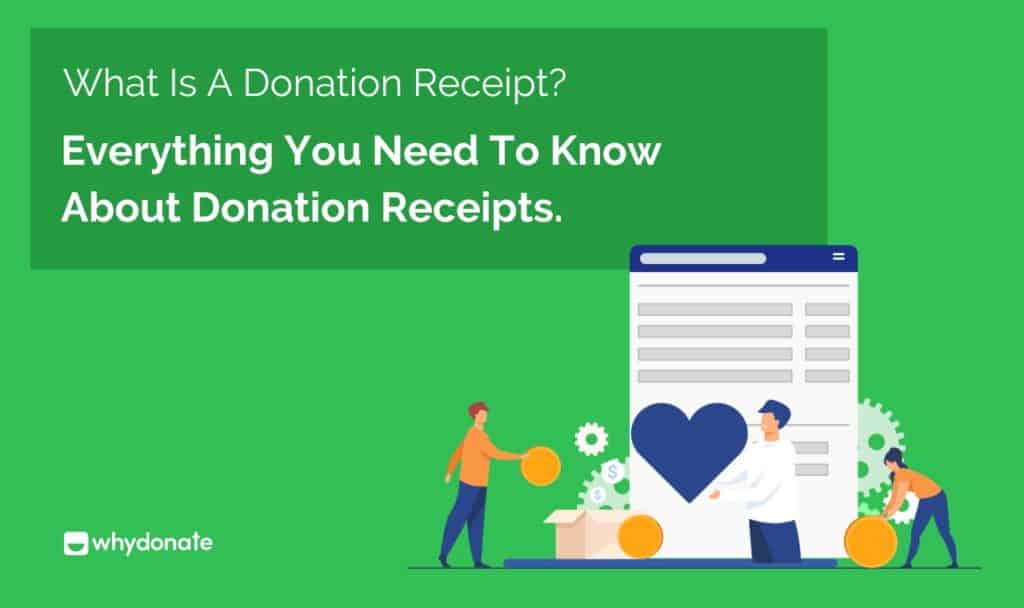 What Is A Donation Receipt?
Everything You Need To Know
About Donation Receipts.
$
$
whydonate